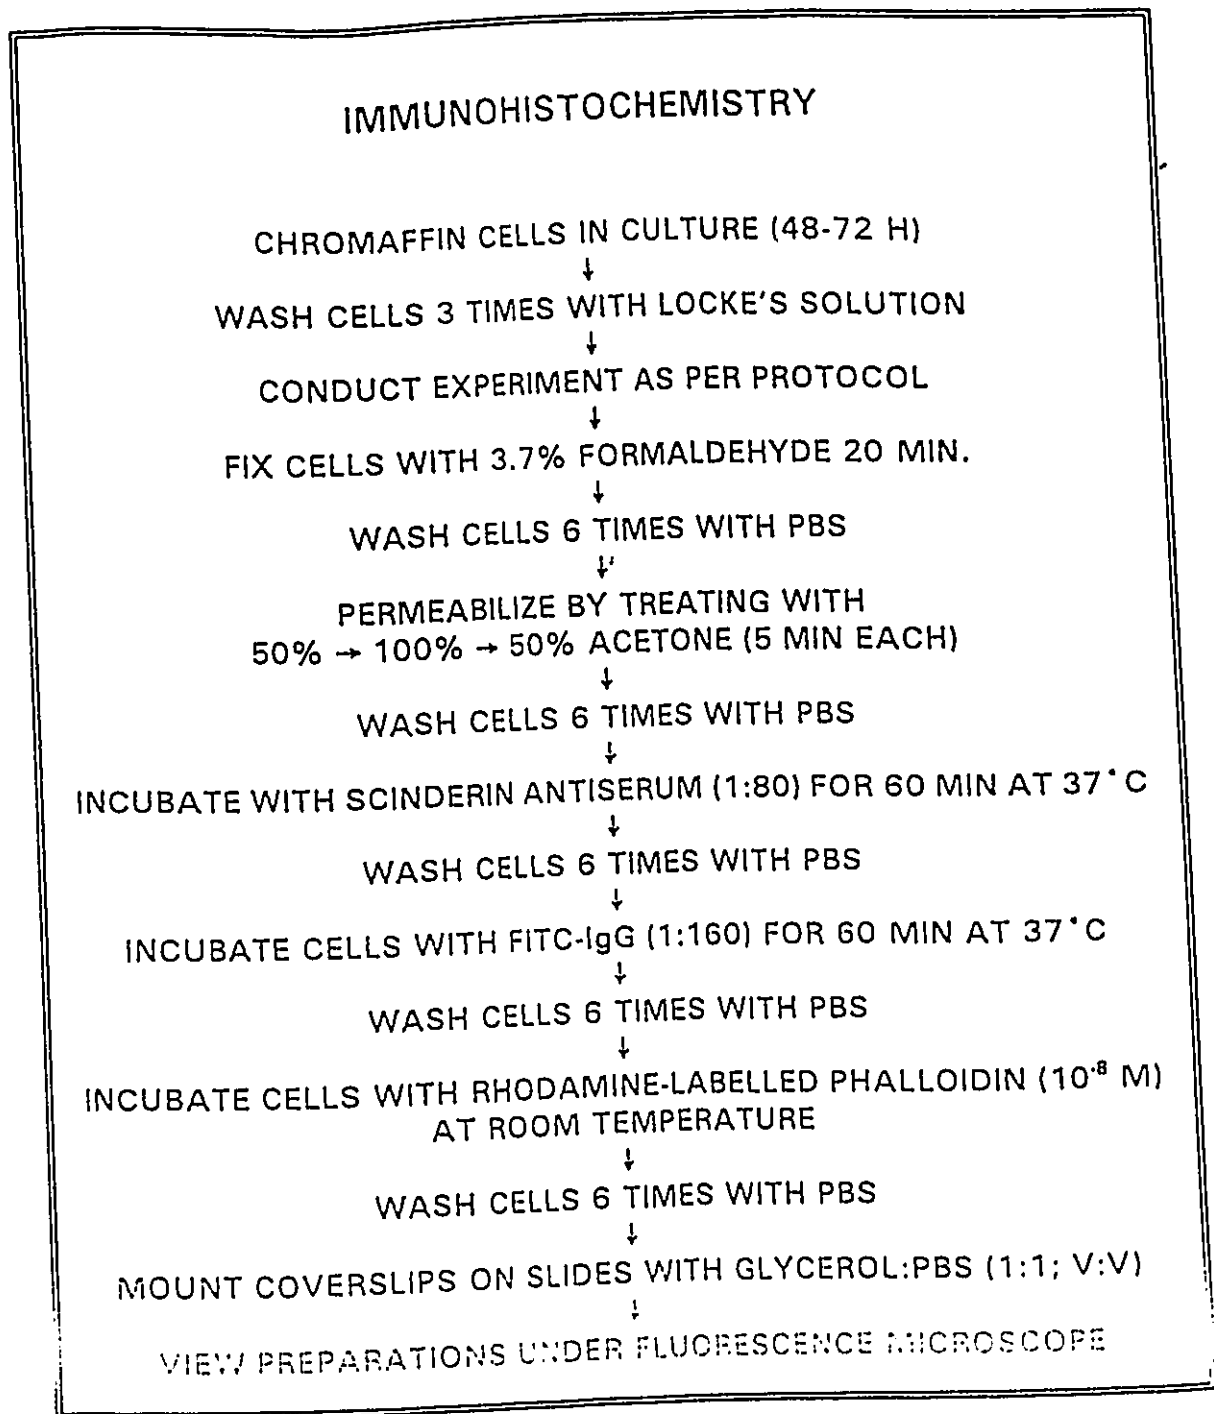 IMMUNOHISTOCHEMISTRY
CHROMAFFIN CELLS IN CULTURE (48-72 H)
↓
WASH CELLS 3 TIMES WITH LOCKE'S SOLUTION
↓
CONDUCT EXPERIMENT AS PER PROTOCOL
↓
FIX CELLS WITH 3.7% FORMALDEHYDE 20 MIN.
↓
WASH CELLS 6 TIMES WITH PBS
↓
PERMEABILIZE BY TREATING WITH
50% → 100% → 50% ACETONE (5 MIN EACH)
↓
WASH CELLS 6 TIMES WITH PBS
↓
INCUBATE WITH SCINDERIN ANTISERUM (1:80) FOR 60 MIN AT 37°C
↓
WASH CELLS 6 TIMES WITH PBS
↓
INCUBATE CELLS WITH FITC-IgG (1:160) FOR 60 MIN AT 37°C
↓
WASH CELLS 6 TIMES WITH PBS
↓
INCUBATE CELLS WITH RHODAMINE-LABELLED PHALLOIDIN (10⁻⁸ M)
AT ROOM TEMPERATURE
↓
WASH CELLS 6 TIMES WITH PBS
↓
MOUNT COVERSLIPS ON SLIDES WITH GLYCEROL:PBS (1:1; V:V)
↓
VIEW PREPARATIONS UNDER FLUORESCENCE MICROSCOPE